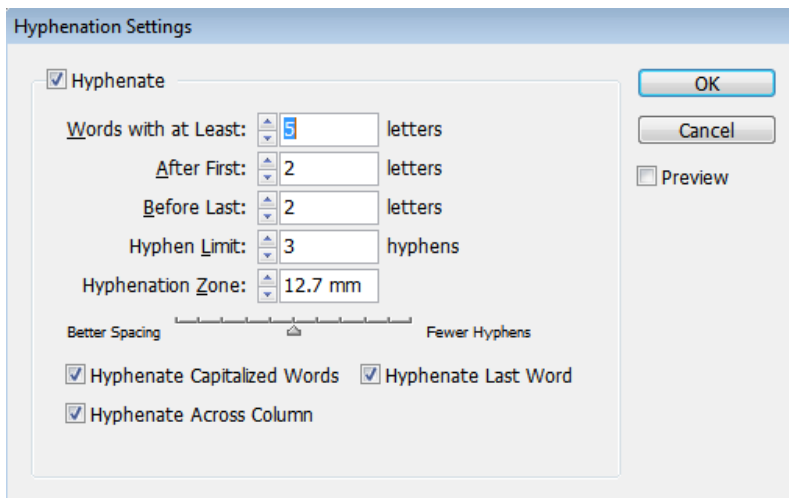 Hyphenation Settings
Hyphenate
OK
Words with at Least: 5 letters
Cancel
After First: 2 letters
Preview
Before Last: 2 letters
Hyphen Limit: 3 hyphens
Hyphenation Zone: 12.7 mm
Better Spacing Fewer Hyphens
Hyphenate Capitalized Words Hyphenate Last Word
Hyphenate Across Column